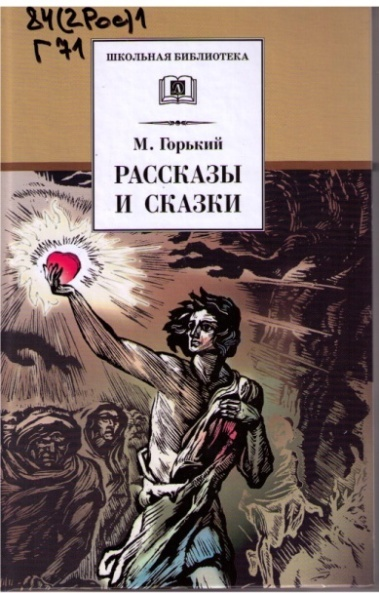 84(2Рос)1
Г71
ШКОЛЬНАЯ БИБЛИОТЕКА
М. Горький
РАССКАЗЫ
И СКАЗКИ